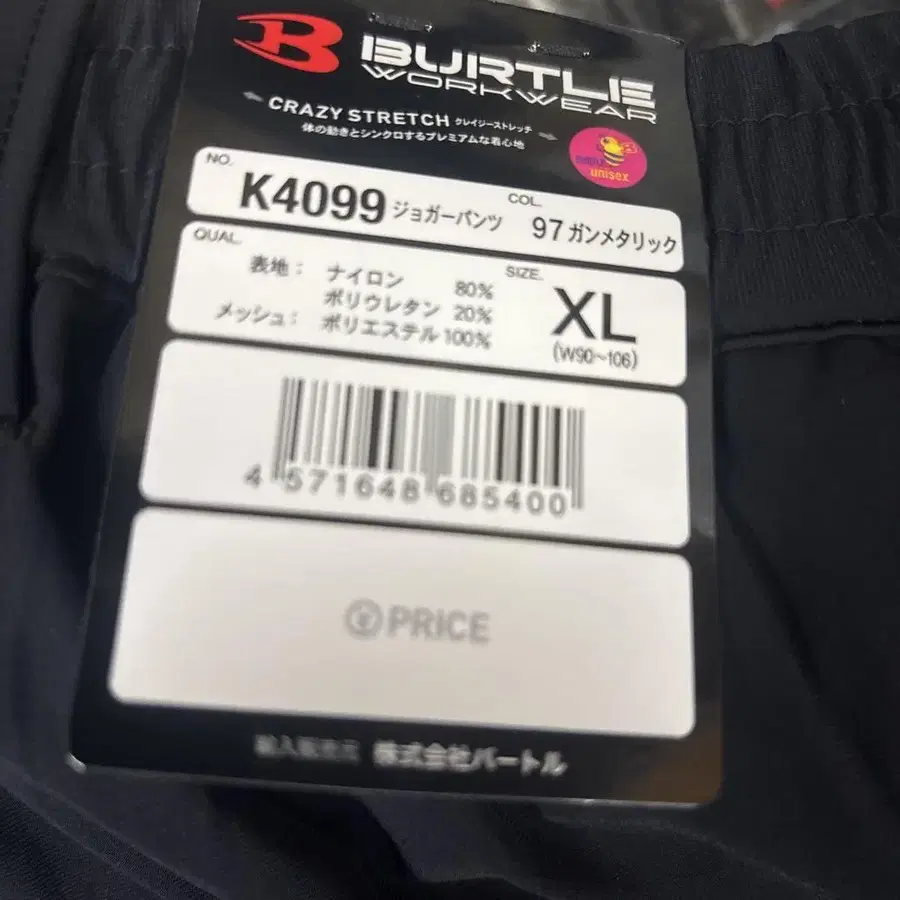 BURTLE
WORKWEAR
CRAZY STRETCH クレイジーストレッチ
体の動きとシンクロするプレミアムな着心地
unisex
NO.
K4099 ジョガーパンツ
COL.
97 ガンメタリック
QUAL.
表地: ナイロン 80%
ポリウレタン 20%
メッシュ: ポリエステル 100%
SIZE.
XL
(W90~106)
4 571648 685400
PRICE
輸入販売元 株式会社バートル